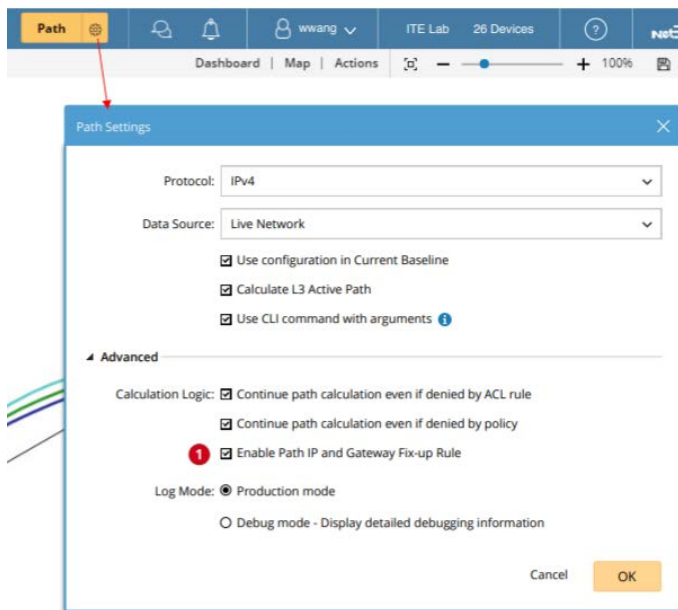 Path
wwang
ITE Lab
26 Devices
?
Dashboard | Map | Actions
100%
Path Settings
Protocol: IPv4
Data Source: Live Network
Use configuration in Current Baseline
Calculate L3 Active Path
Use CLI command with arguments i
Advanced
Calculation Logic: Continue path calculation even if denied by ACL rule
Continue path calculation even if denied by policy
1 Enable Path IP and Gateway Fix-up Rule
Log Mode: Production mode
Debug mode - Display detailed debugging information
Cancel
OK